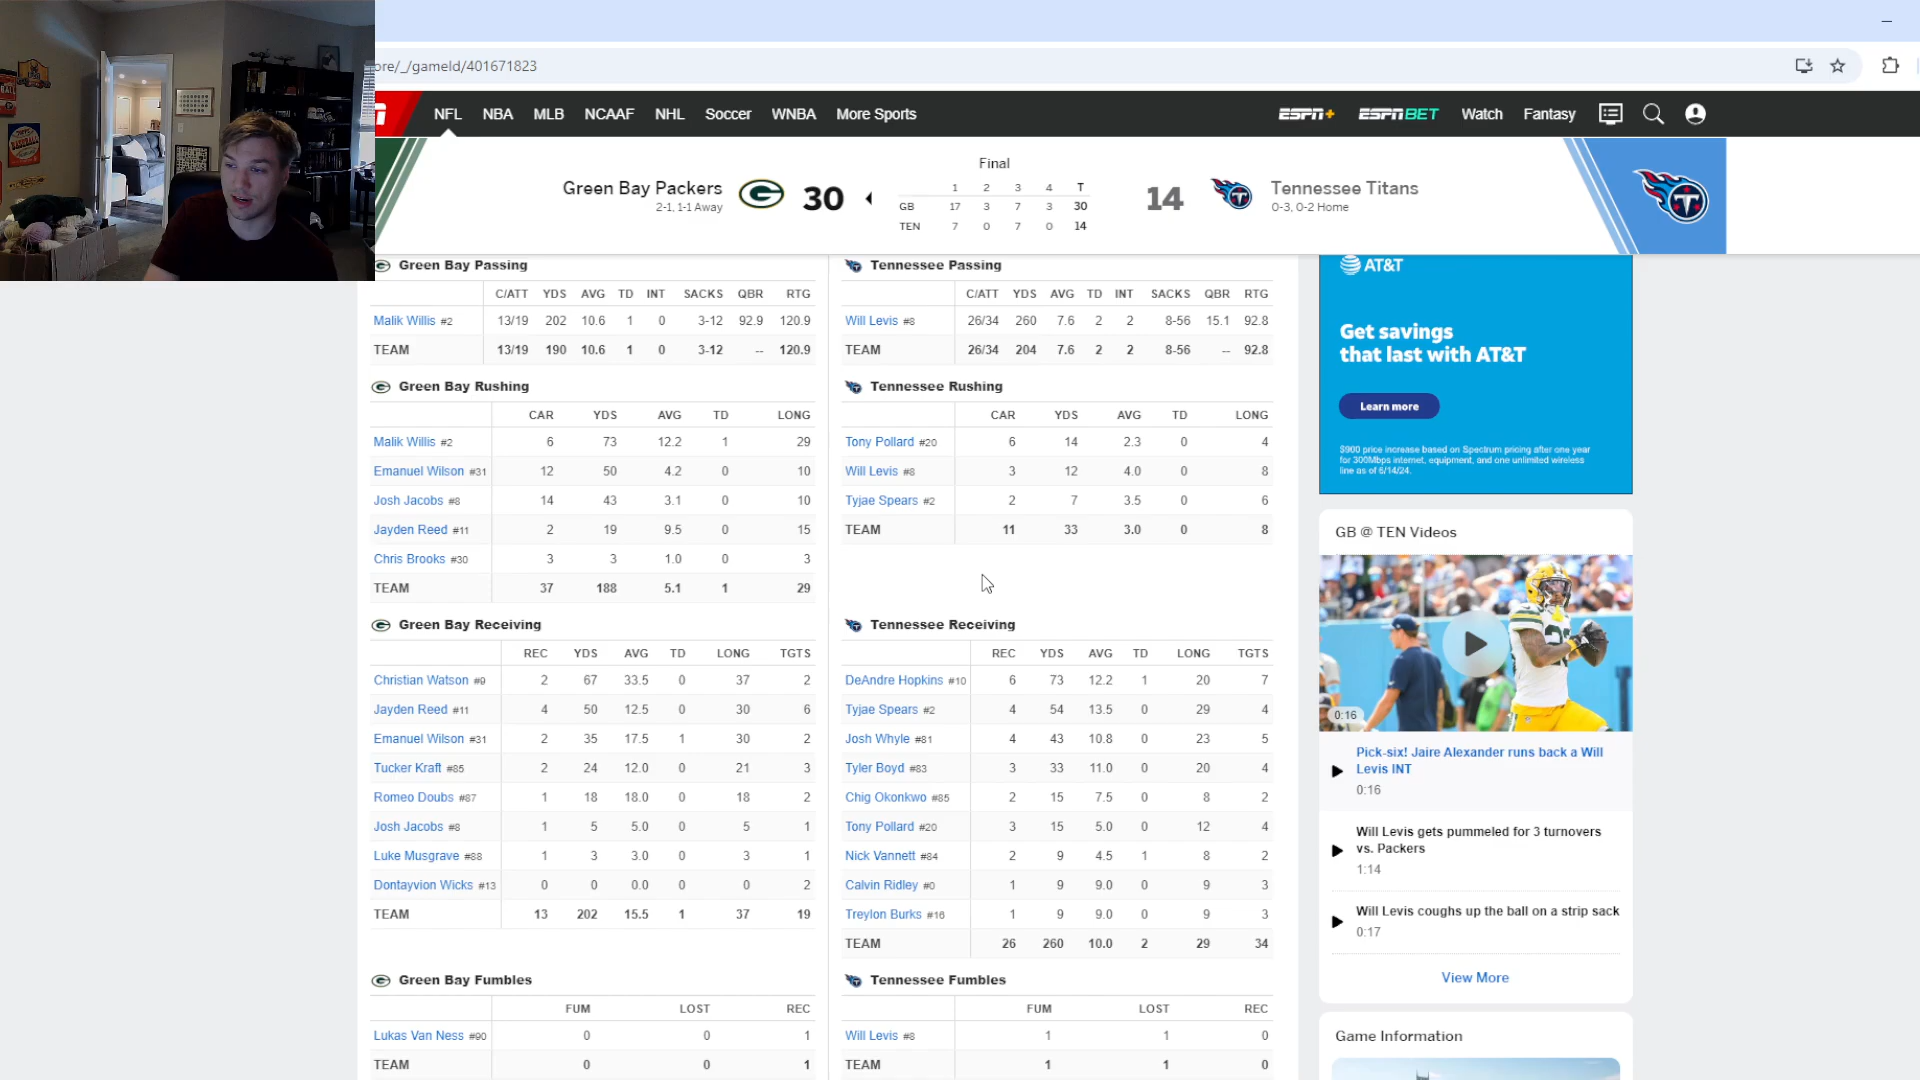 ore/_/gameId/401671823
NFL NBA MLB NCAAF NHL Soccer WNBA More Sports
ESPN+ ESPN BET Watch Fantasy
Green Bay Packers
2-1, 1-1 Away
30
Final
1 2 3 4 T
GB 17 3 7 3 30
TEN 7 0 7 0 14
14
Tennessee Titans
0-3, 0-2 Home
Green Bay Passing
C/ATT YDS AVG TD INT SACKS QBR RTG
Malik Willis #2 13/19 202 10.6 1 0 3-12 92.9 120.9
TEAM 13/19 190 10.6 1 0 3-12 -- 120.9
Tennessee Passing
C/ATT YDS AVG TD INT SACKS QBR RTG
Will Levis #8 26/34 260 7.6 2 2 8-56 15.1 92.8
TEAM 26/34 204 7.6 2 2 8-56 -- 92.8
Green Bay Rushing
CAR YDS AVG TD LONG
Malik Willis #2 6 73 12.2 1 29
Emanuel Wilson #31 12 50 4.2 0 10
Josh Jacobs #8 14 43 3.1 0 10
Jayden Reed #11 2 19 9.5 0 15
Chris Brooks #30 3 3 1.0 0 3
TEAM 37 188 5.1 1 29
Tennessee Rushing
CAR YDS AVG TD LONG
Tony Pollard #20 6 14 2.3 0 4
Will Levis #8 3 12 4.0 0 8
Tyjae Spears #2 2 7 3.5 0 6
TEAM 11 33 3.0 0 8
Green Bay Receiving
REC YDS AVG TD LONG TGTS
Christian Watson #9 2 67 33.5 0 37 2
Jayden Reed #11 4 50 12.5 0 30 6
Emanuel Wilson #31 2 35 17.5 1 30 2
Tucker Kraft #85 2 24 12.0 0 21 3
Romeo Doubs #87 1 18 18.0 0 18 2
Josh Jacobs #8 1 5 5.0 0 5 1
Luke Musgrave #88 1 3 3.0 0 3 1
Dontayvion Wicks #13 0 0 0.0 0 0 2
TEAM 13 202 15.5 1 37 19
Tennessee Receiving
REC YDS AVG TD LONG TGTS
DeAndre Hopkins #10 6 73 12.2 1 20 7
Tyjae Spears #2 4 54 13.5 0 29 4
Josh Whyle #81 4 43 10.8 0 23 5
Tyler Boyd #83 3 33 11.0 0 20 4
Chig Okonkwo #85 2 15 7.5 0 8 2
Tony Pollard #20 3 15 5.0 0 12 4
Nick Vannett #84 2 9 4.5 1 8 2
Calvin Ridley #0 1 9 9.0 0 9 3
Treylon Burks #16 1 9 9.0 0 9 3
TEAM 26 260 10.0 2 29 34
Green Bay Fumbles
FUM LOST REC
Lukas Van Ness #90 0 0 1
TEAM 0 0 1
Tennessee Fumbles
FUM LOST REC
Will Levis #8 1 1 0
TEAM 1 1 0
AT&T
Get savings
that last with AT&T
Learn more
$900 price increase based on Spectrum pricing after one year
for 300Mbps internet, equipment, and one unlimited wireless
line as of 6/14/24.
GB @ TEN Videos
0:16
Pick-six! Jaire Alexander runs back a Will
Levis INT
0:16
Will Levis gets pummeled for 3 turnovers
vs. Packers
1:14
Will Levis coughs up the ball on a strip sack
0:17
View More
Game Information